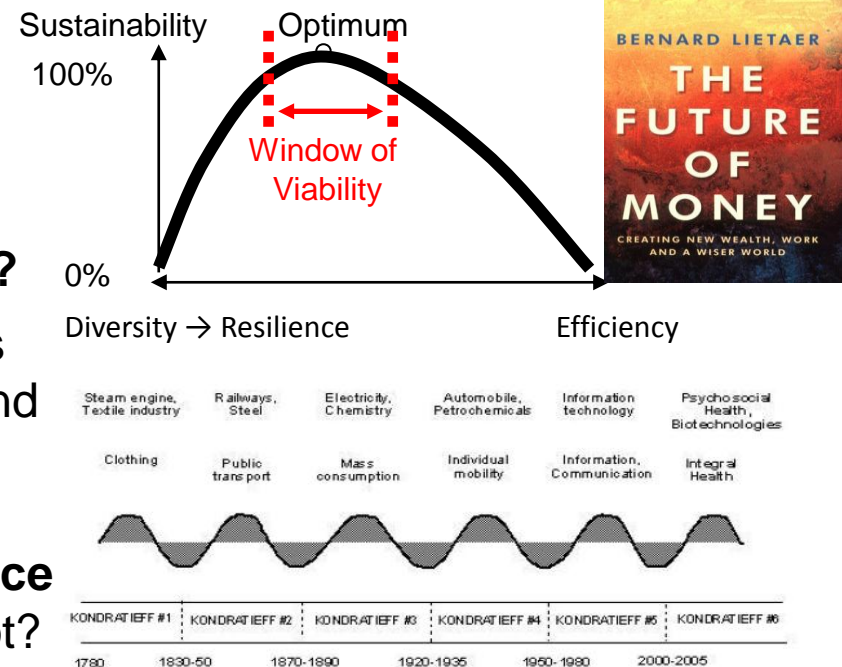 Sustainability
Optimum
100%
Window of
Viability
0%
Diversity → Resilience
Efficiency
BERNARD LIETAER
THE
FUTURE
OF
MONEY
CREATING NEW WEALTH, WORK
AND A WISER WORLD
?
s
nd
ce
ot?
Steam engine,
Textile industry
Railways,
Steel
Electricity,
Chemistry
Automobile,
Petrochemicals
Information
technology
Psychosocial
Health,
Biotechnologies
Clothing
Public
transport
Mass
consumption
Individual
mobility
Information,
Communication
Integral
Health
KONDRATIEFF #1
KONDRATIEFF #2
KONDRATIEFF #3
KONDRATIEFF #4
KONDRATIEFF #5
KONDRATIEFF #6
1780
1830-50
1870-1890
1920-1935
1950-1980
2000-2005